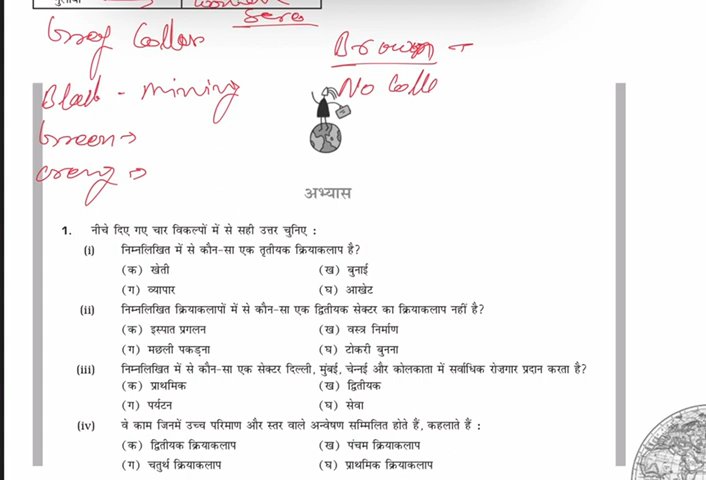 गुलाबी
Grey Collar
Brown →
Black - mining
No Colle
Green →
oreng →
अभ्यास
1. नीचे दिए गए चार विकल्पों में से सही उत्तर चुनिए :
(i) निम्नलिखित में से कौन-सा एक तृतीयक क्रियाकलाप है?
(क) खेती (ख) बुनाई
(ग) व्यापार (घ) आखेट
(ii) निम्नलिखित क्रियाकलापों में से कौन-सा एक द्वितीयक सेक्टर का क्रियाकलाप नहीं है?
(क) इस्पात प्रगलन (ख) वस्त्र निर्माण
(ग) मछली पकड़ना (घ) टोकरी बुनना
(iii) निम्नलिखित में से कौन-सा एक सेक्टर दिल्ली, मुंबई, चेन्नई और कोलकाता में सर्वाधिक रोज़गार प्रदान करता है?
(क) प्राथमिक (ख) द्वितीयक
(ग) पर्यटन (घ) सेवा
(iv) वे काम जिनमें उच्च परिमाण और स्तर वाले अन्वेषण सम्मिलित होते हैं, कहलाते हैं :
(क) द्वितीयक क्रियाकलाप (ख) पंचम क्रियाकलाप
(ग) चतुर्थ क्रियाकलाप (घ) प्राथमिक क्रियाकलाप